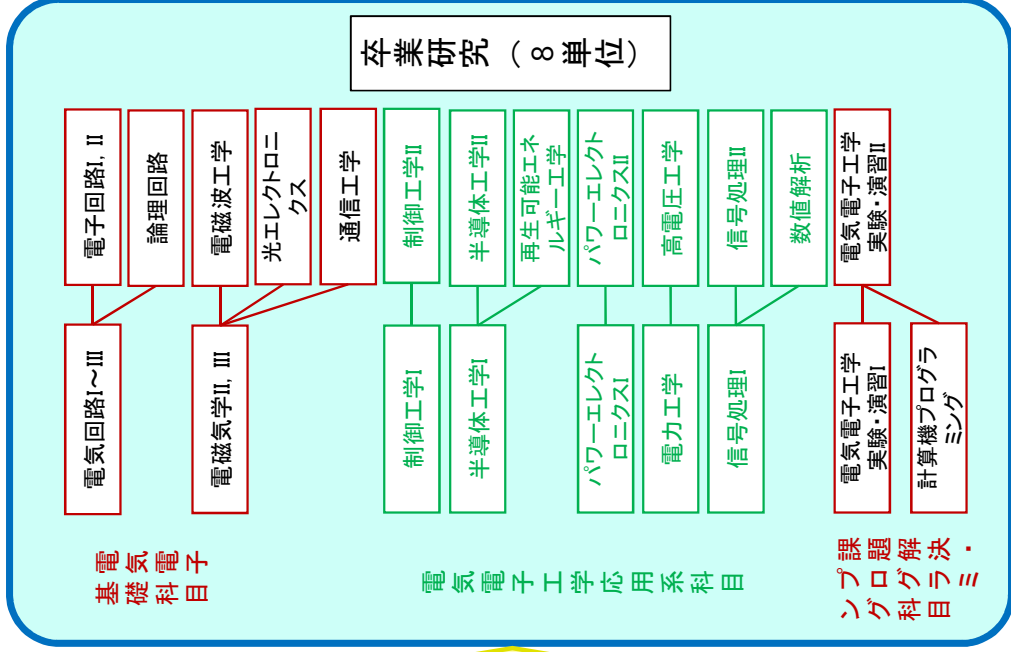 卒業研究（８単位）
電気電子
基礎科目
電気回路I～III
電子回路I, II
論理回路
電磁気学II, III
電磁波工学
光エレクトロニ
クス
通信工学
電気電子工学応用系科目
制御工学I
制御工学II
半導体工学I
半導体工学II
再生可能エネ
ルギー工学
パワーエレクト
ロニクスI
パワーエレクト
ロニクスII
電力工学
高電圧工学
信号処理I
信号処理II
数値解析
課題解決・
プログラミ
ング科目
電気電子工学
実験・演習I
電気電子工学
実験・演習II
計算機プログラ
ミング